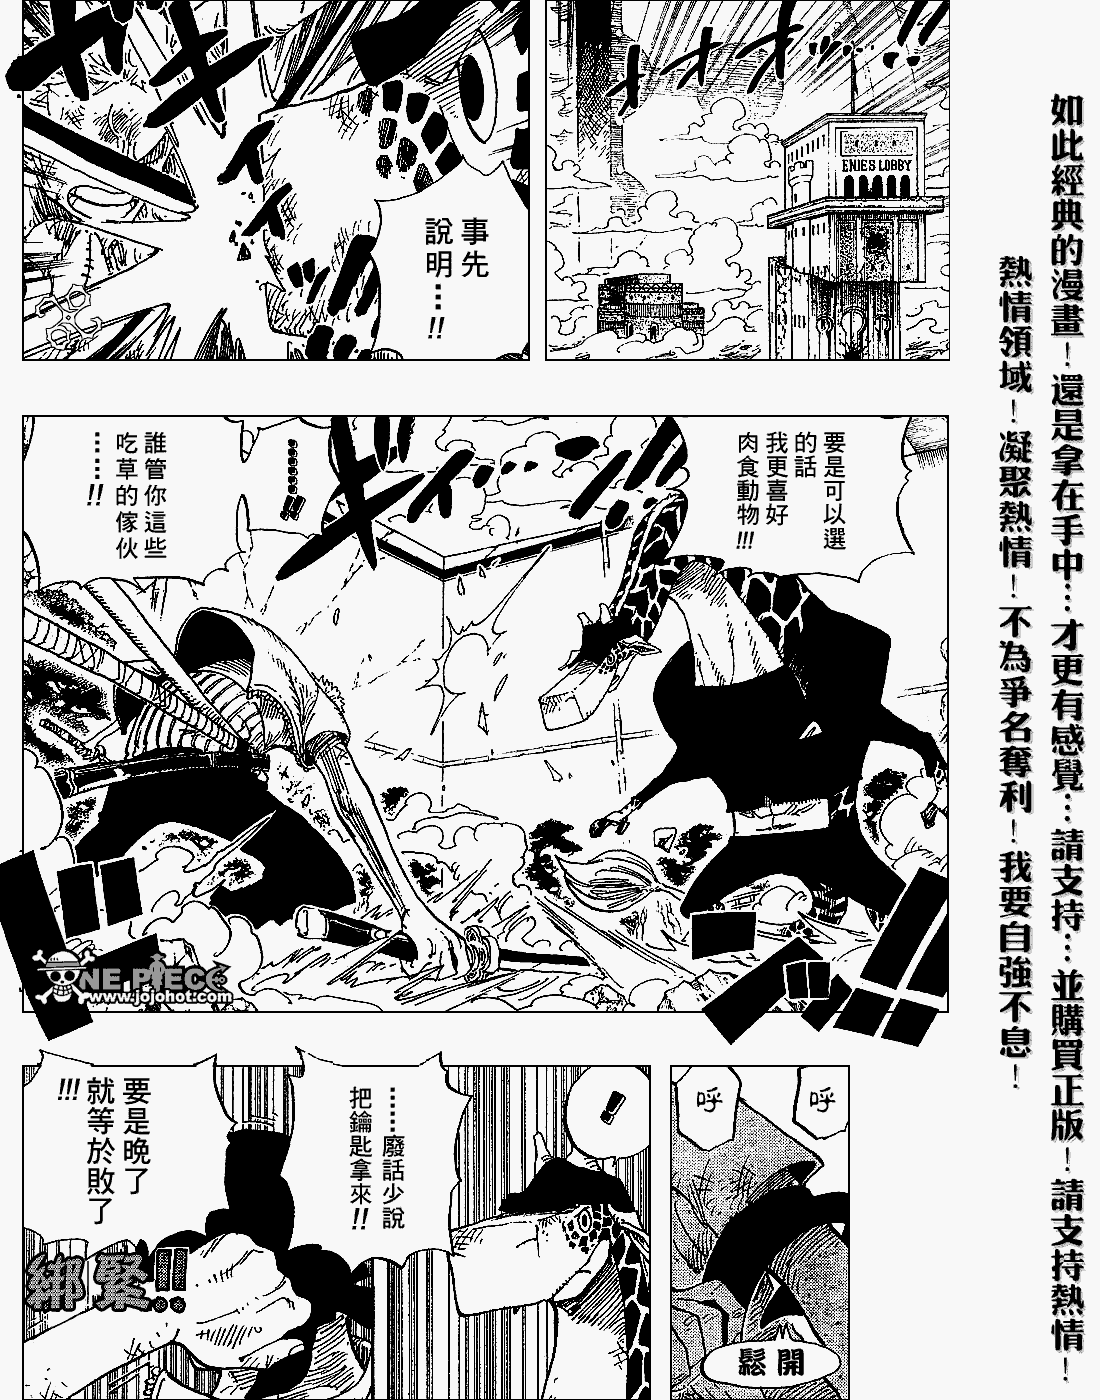 如此經典的漫畫！還是拿在手中…才更有感覺…請支持…並購買正版！請支持熱情！
熱情領域！凝聚熱情！不為爭名奪利！我要自強不息！
ENIES LOBBY
事先
說明…!!
要是可以選
的話
我更喜好
肉食動物!!!
………!!
誰管你這些
吃草的傢伙
……!!
ONE PIECE
www.jojohot.com
呼
呼
鬆開
!
……廢話少說
把鑰匙拿來!!
要是晚了
就等於敗了
!!!
綁緊!!